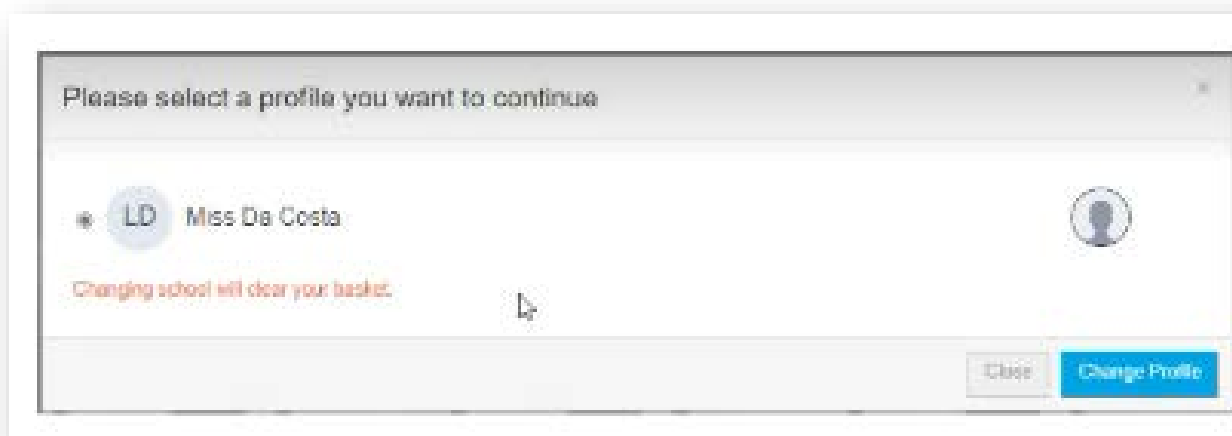 Please select a profile you want to continue
LD Miss Da Costa
Changing school will clear your basket.
Close Change Profile